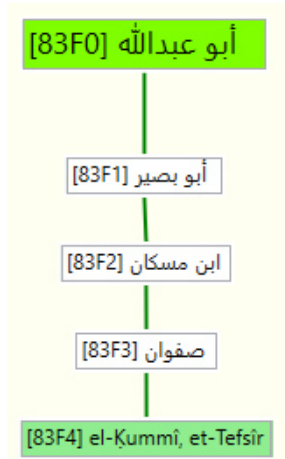 أبو عبدالله [83F0]
أبو بصير [83F1]
ابن مسكان [83F2]
صفوان [83F3]
[83F4] el-Ḳummî, et-Tefsîr